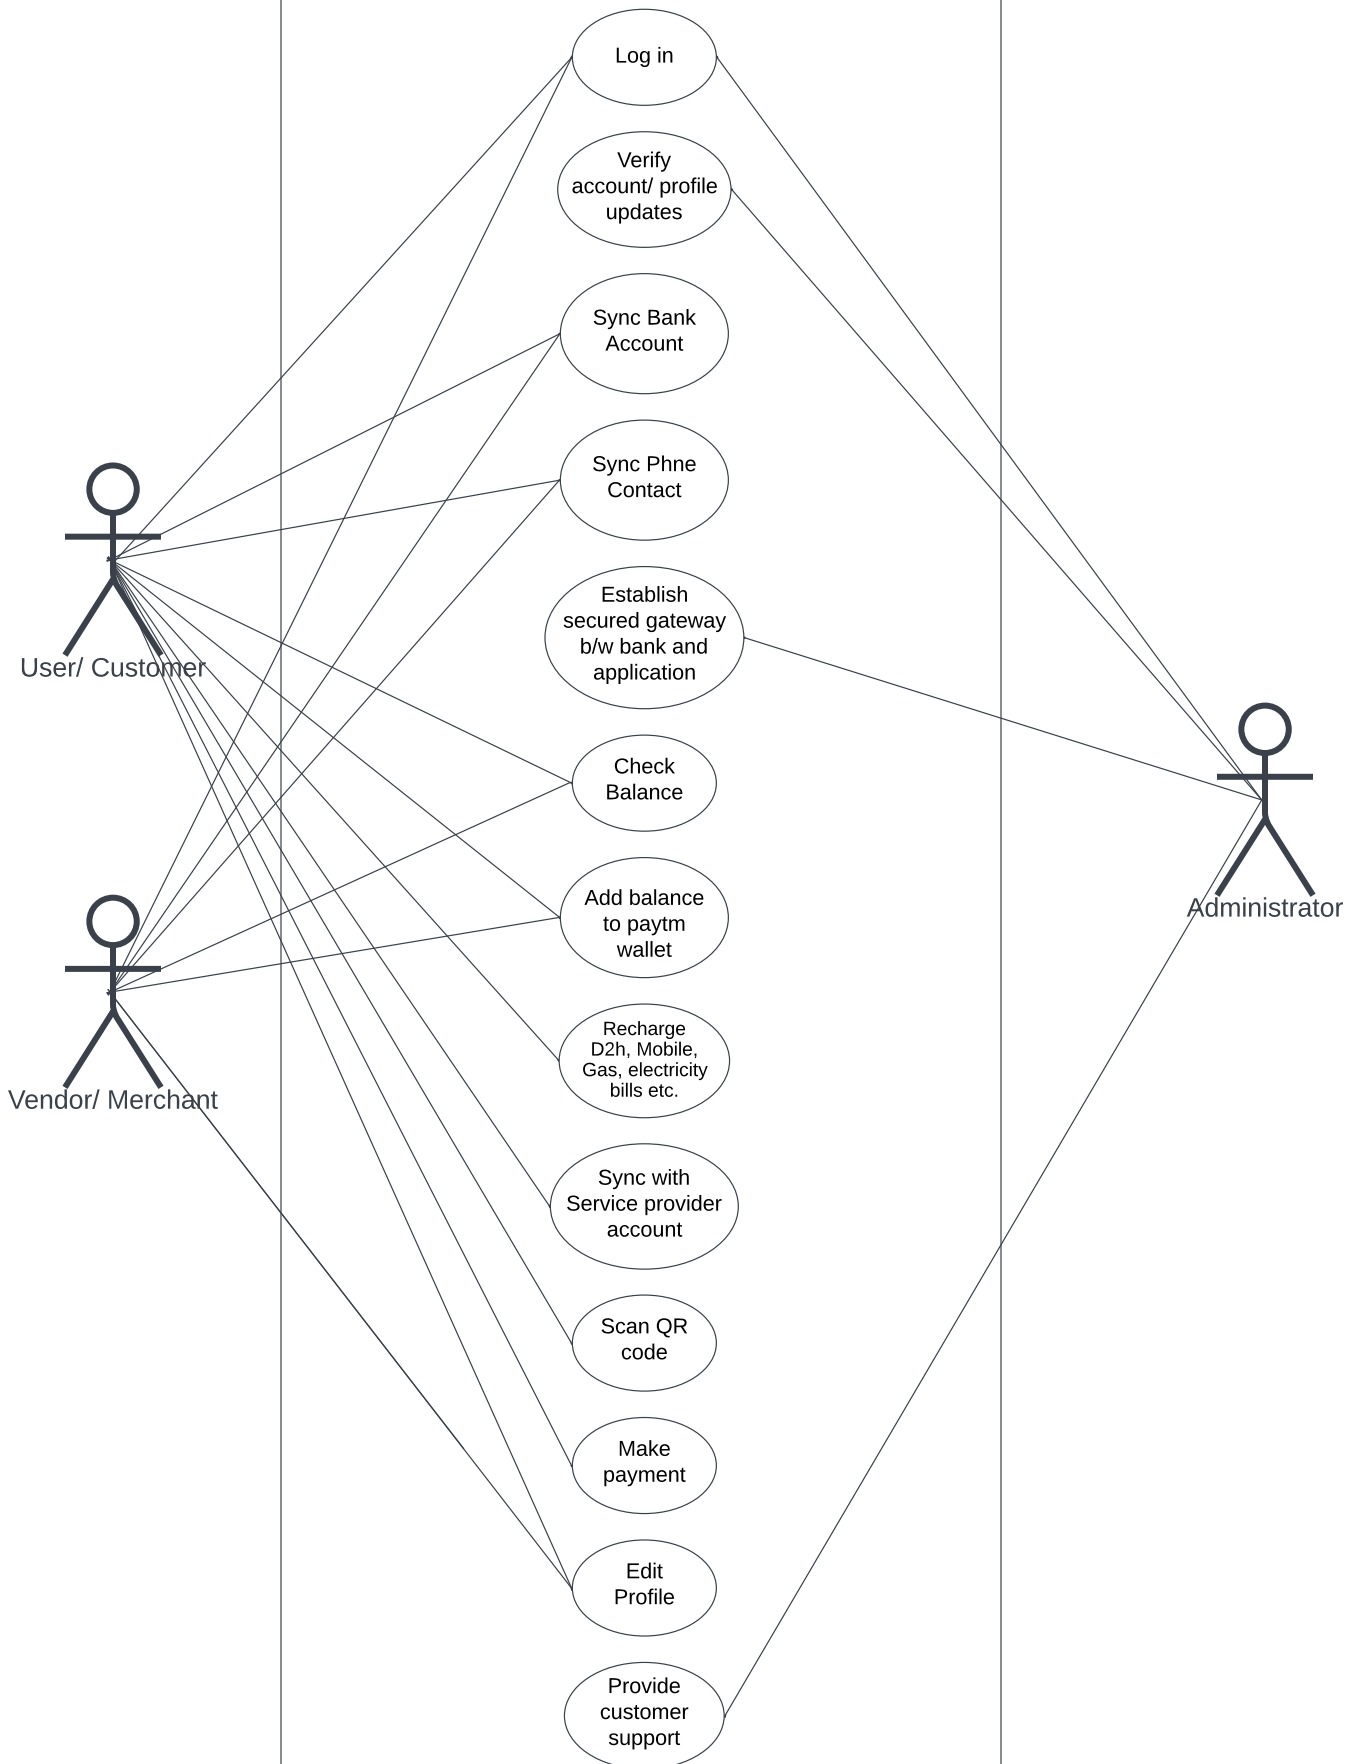 Log in
Verify
account/ profile
updates
Sync Bank
Account
Sync Phne
Contact
Establish
secured gateway
b/w bank and
application
User/ Customer
Check
Balance
Add balance
to paytm
wallet
Administrator
Recharge
D2h, Mobile,
Gas, electricity
bills etc.
Vendor/ Merchant
Sync with
Service provider
account
Scan QR
code
Make
payment
Edit
Profile
Provide
customer
support